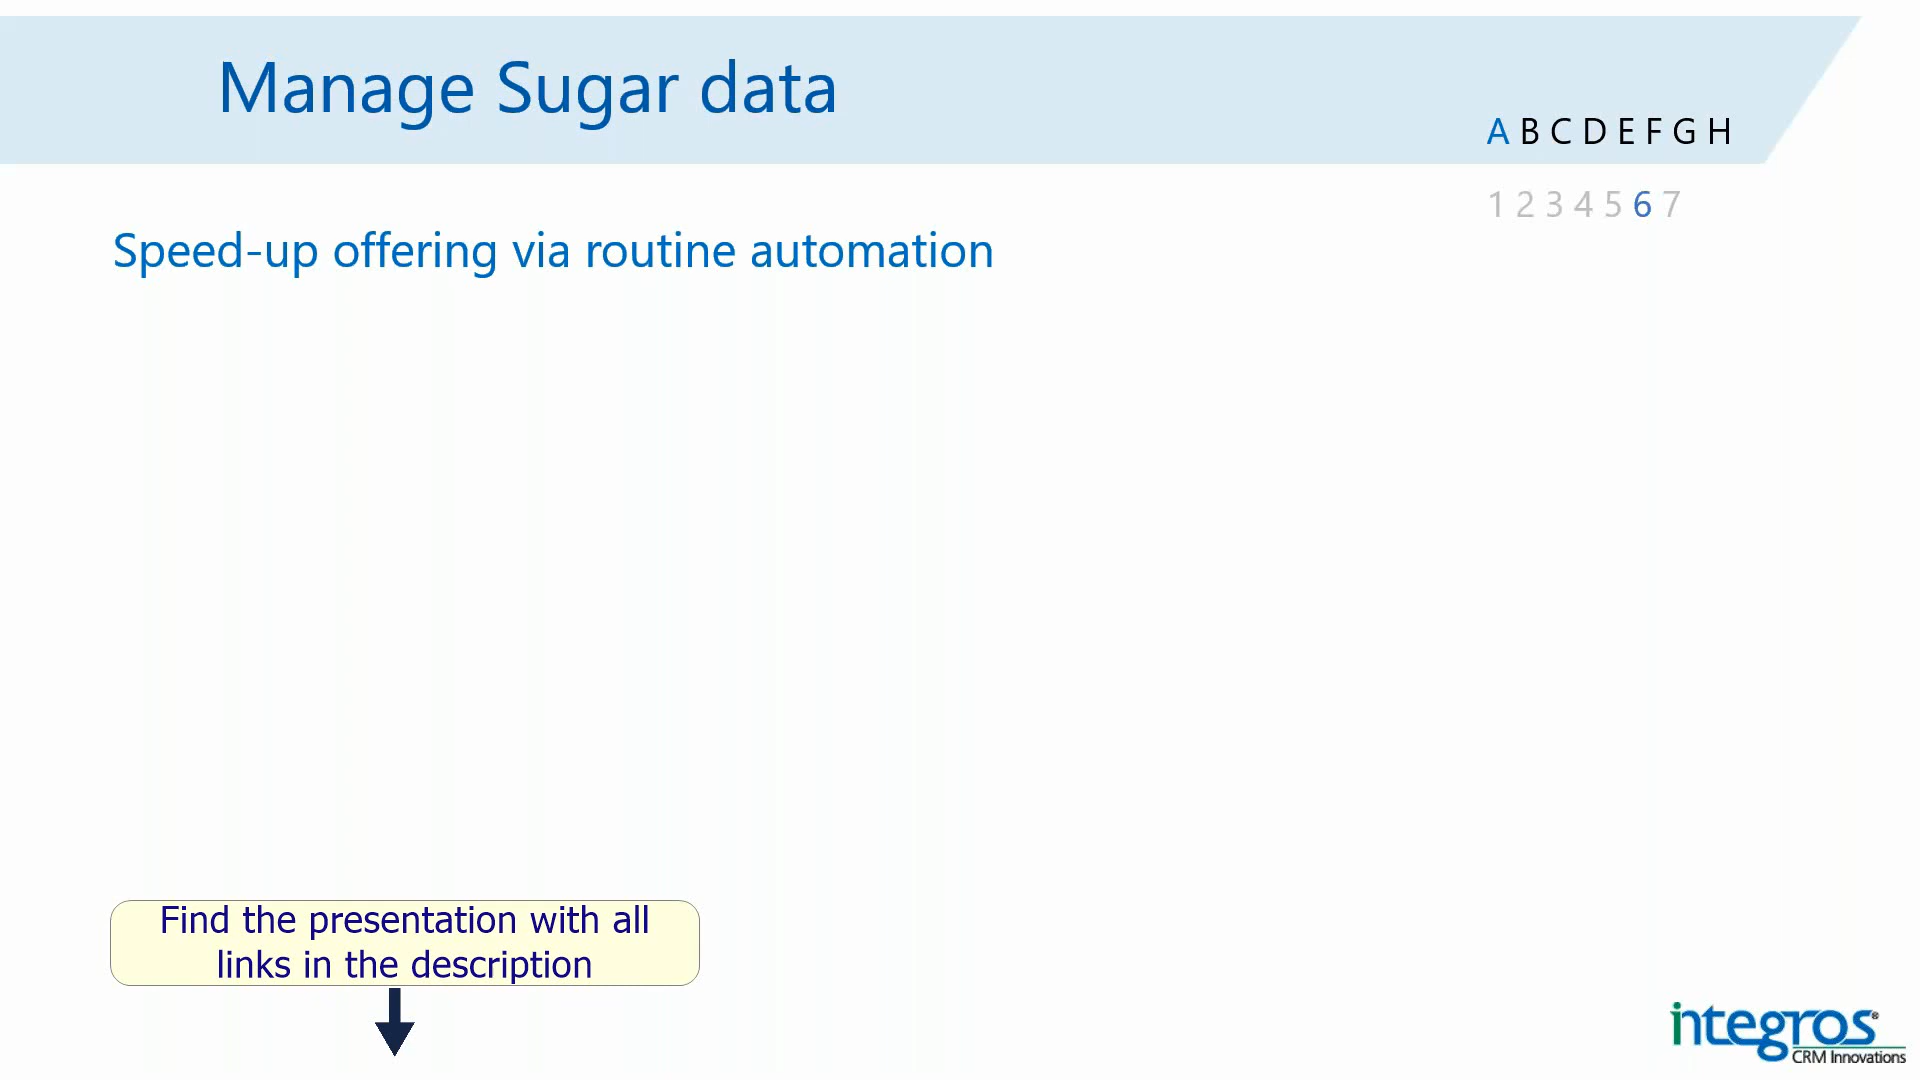 Manage Sugar data
A B C D E F G H
1 2 3 4 5 6 7
Speed-up offering via routine automation
Find the presentation with all
links in the description
integros®
CRM Innovations